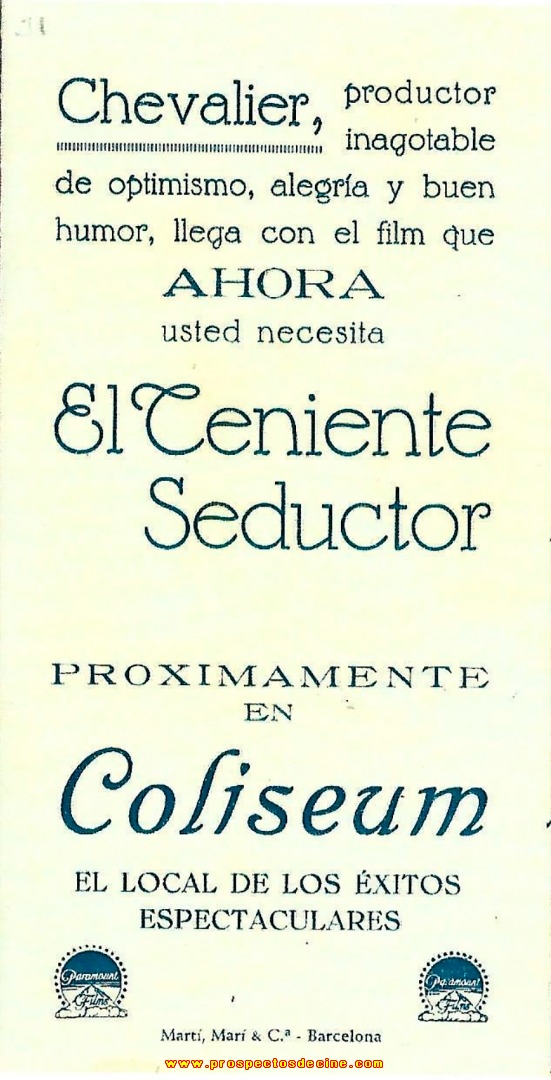 Chevalier, productor
inagotable
de optimismo, alegría y buen
humor, llega con el film que
AHORA
usted necesita
El Teniente
Seductor
PROXIMAMENTE
EN
Coliseum
EL LOCAL DE LOS ÉXITOS
ESPECTACULARES
Paramount
Films
Paramount
Films
Martí, Marí & C.ª - Barcelona
www.prospectosdecine.com